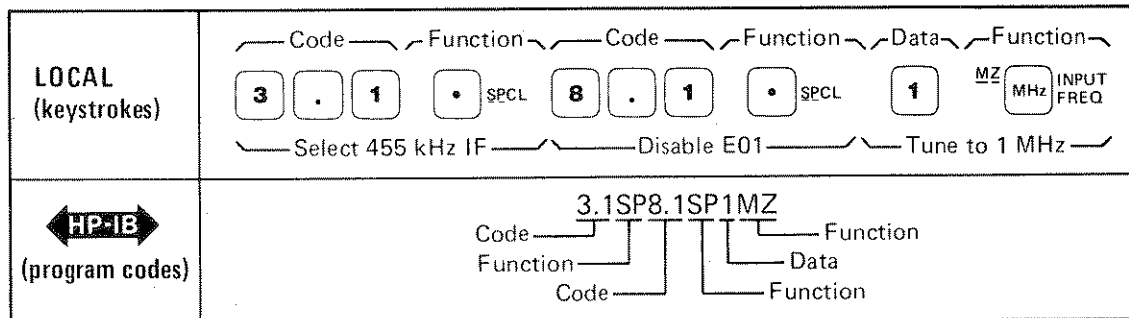 LOCAL
(keystrokes)
Code Function Code Function Data Function
3 . 1 • SPCL 8 . 1 • SPCL 1 MZ MHz INPUT FREQ
Select 455 kHz IF Disable E01 Tune to 1 MHz
HP-IB
(program codes)
3.1SP8.1SP1MZ
Code Function
Function Data
Code Function